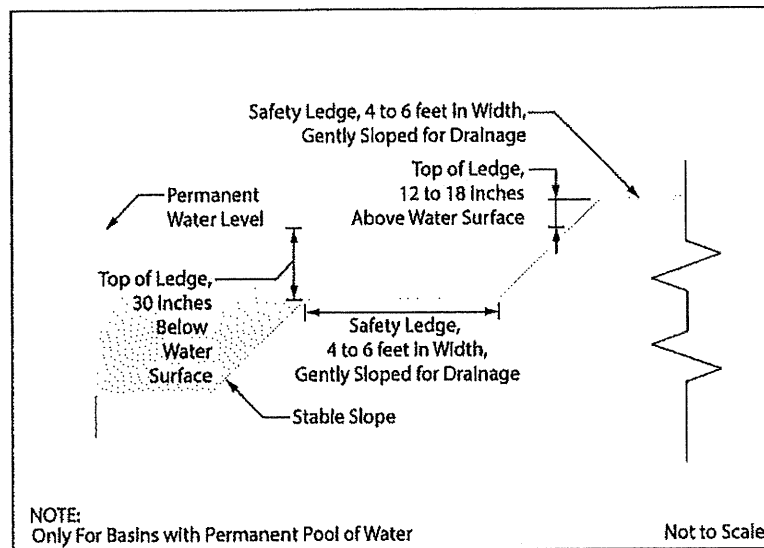 Safety Ledge, 4 to 6 feet in Width,
Gently Sloped for Drainage
Top of Ledge,
12 to 18 Inches
Above Water Surface
Permanent
Water Level
Top of Ledge,
30 Inches
Below
Water
Surface
Safety Ledge,
4 to 6 feet in Width,
Gently Sloped for Drainage
Stable Slope
NOTE:
Only For Basins with Permanent Pool of Water
Not to Scale